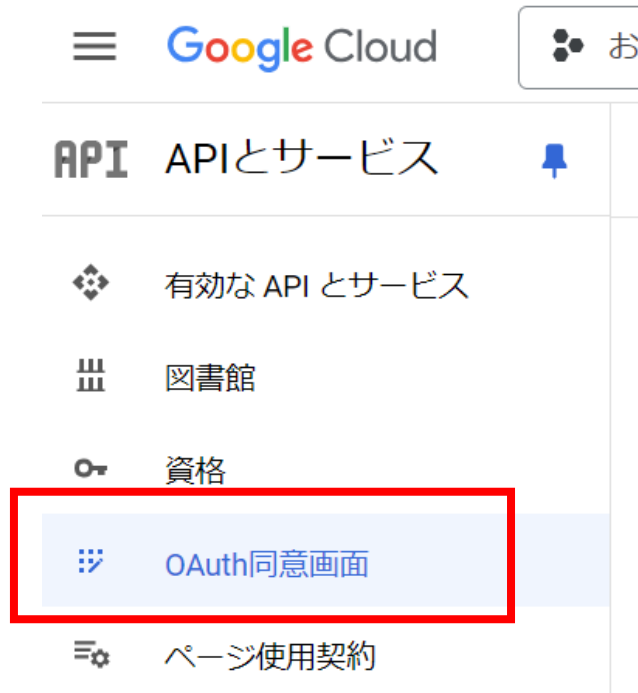 Google Cloud
お
API APIとサービス
有効な API とサービス
図書館
資格
OAuth同意画面
ページ使用契約